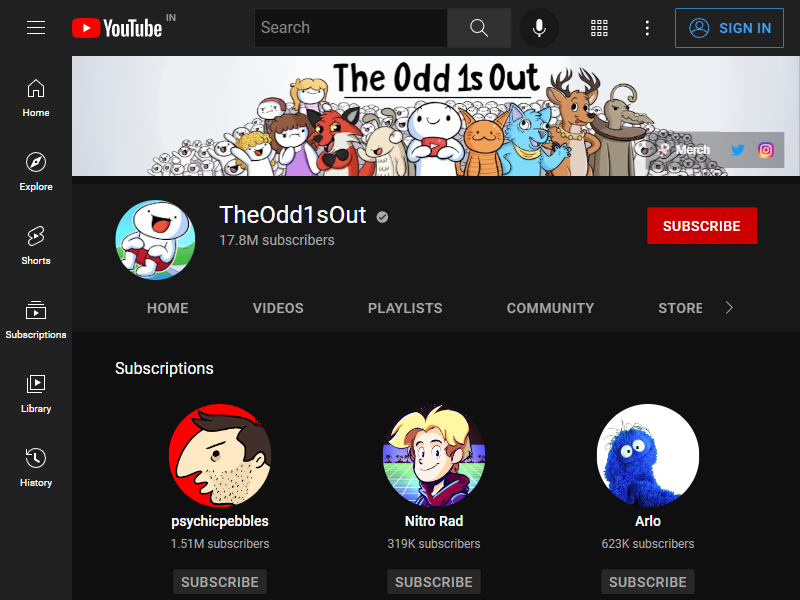 YouTube IN
Search
SIGN IN
Home
Explore
Shorts
Subscriptions
Library
History
The Odd 1s Out
Merch
TheOdd1sOut
17.8M subscribers
SUBSCRIBE
HOME VIDEOS PLAYLISTS COMMUNITY STORE
Subscriptions
psychicpebbles Nitro Rad Arlo
1.51M subscribers 319K subscribers 623K subscribers
SUBSCRIBE SUBSCRIBE SUBSCRIBE